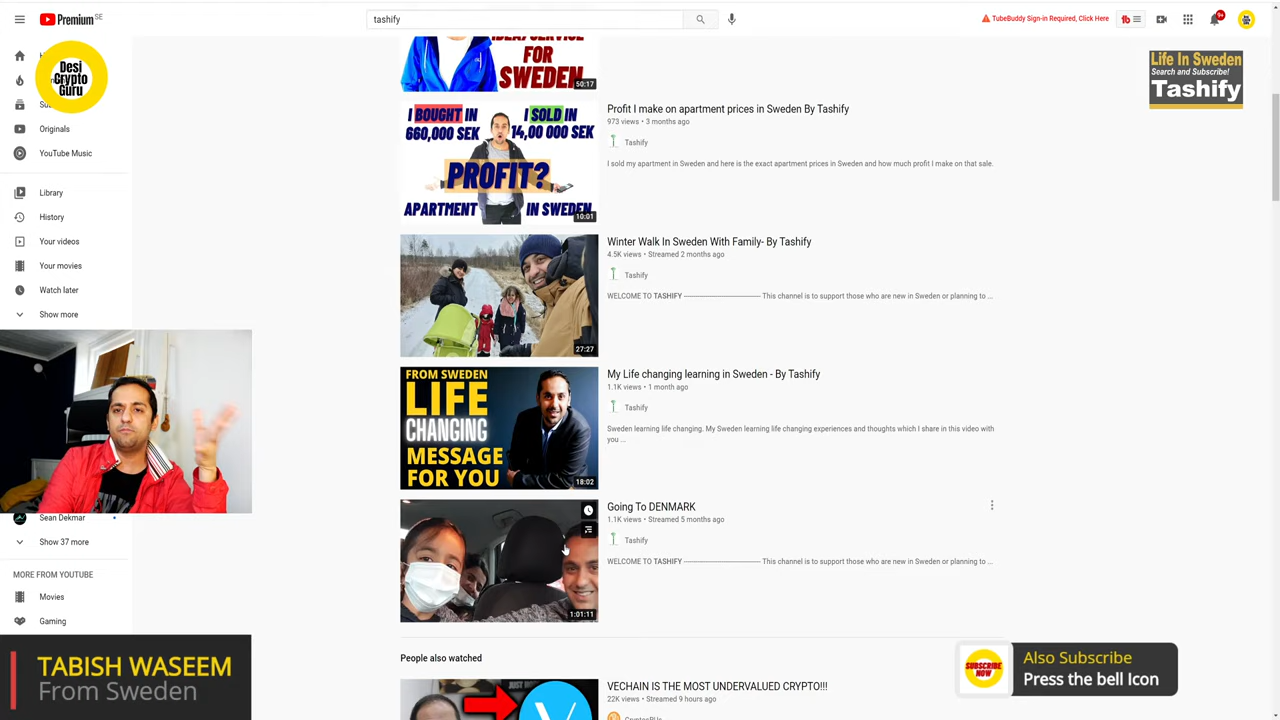 Premium SE
tashify
TubeBuddy Sign-in Required, Click Here
9+
Desi
Crypto
Guru
Life In Sweden
Search and Subscribe!
Tashify
Originals
YouTube Music
Library
History
Your videos
Your movies
Watch later
Show more
Sean Dekmar
Show 37 more
MORE FROM YOUTUBE
Movies
Gaming
TABISH WASEEM
From Sweden
FOR
SWEDEN
50:17
I BOUGHT IN
660,000 SEK
I SOLD IN
14,00 000 SEK
PROFIT?
APARTMENT IN SWEDEN
10:01
Profit I make on apartment prices in Sweden By Tashify
973 views • 3 months ago
Tashify
I sold my apartment in Sweden and here is the exact apartment prices in Sweden and how much profit I make on that sale.
27:27
Winter Walk In Sweden With Family- By Tashify
4.5K views • Streamed 2 months ago
Tashify
WELCOME TO TASHIFY ------------------------------ This channel is to support those who are new in Sweden or planning to ...
FROM SWEDEN
LIFE
CHANGING
MESSAGE
FOR YOU
18:02
My Life changing learning in Sweden - By Tashify
1.1K views • 1 month ago
Tashify
Sweden learning life changing. My Sweden learning life changing experiences and thoughts which I share in this video with
you ...
1:01:11
Going To DENMARK
1.1K views • Streamed 5 months ago
Tashify
WELCOME TO TASHIFY ------------------------------ This channel is to support those who are new in Sweden or planning to ...
People also watched
VECHAIN IS THE MOST UNDERVALUED CRYPTO!!!
22K views • Streamed 9 hours ago
SUBSCRIBE
NOW
Also Subscribe
Press the bell Icon